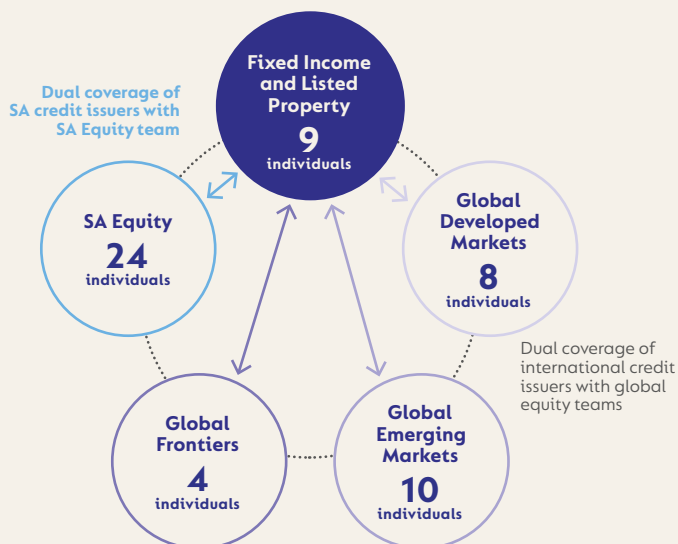 Fixed Income
and Listed
Property
9
individuals
Dual coverage of
SA credit issuers with
SA Equity team
SA Equity
24
individuals
Global
Developed
Markets
8
individuals
Dual coverage of
international credit
issuers with global
equity teams
Global
Frontiers
4
individuals
Global
Emerging
Markets
10
individuals